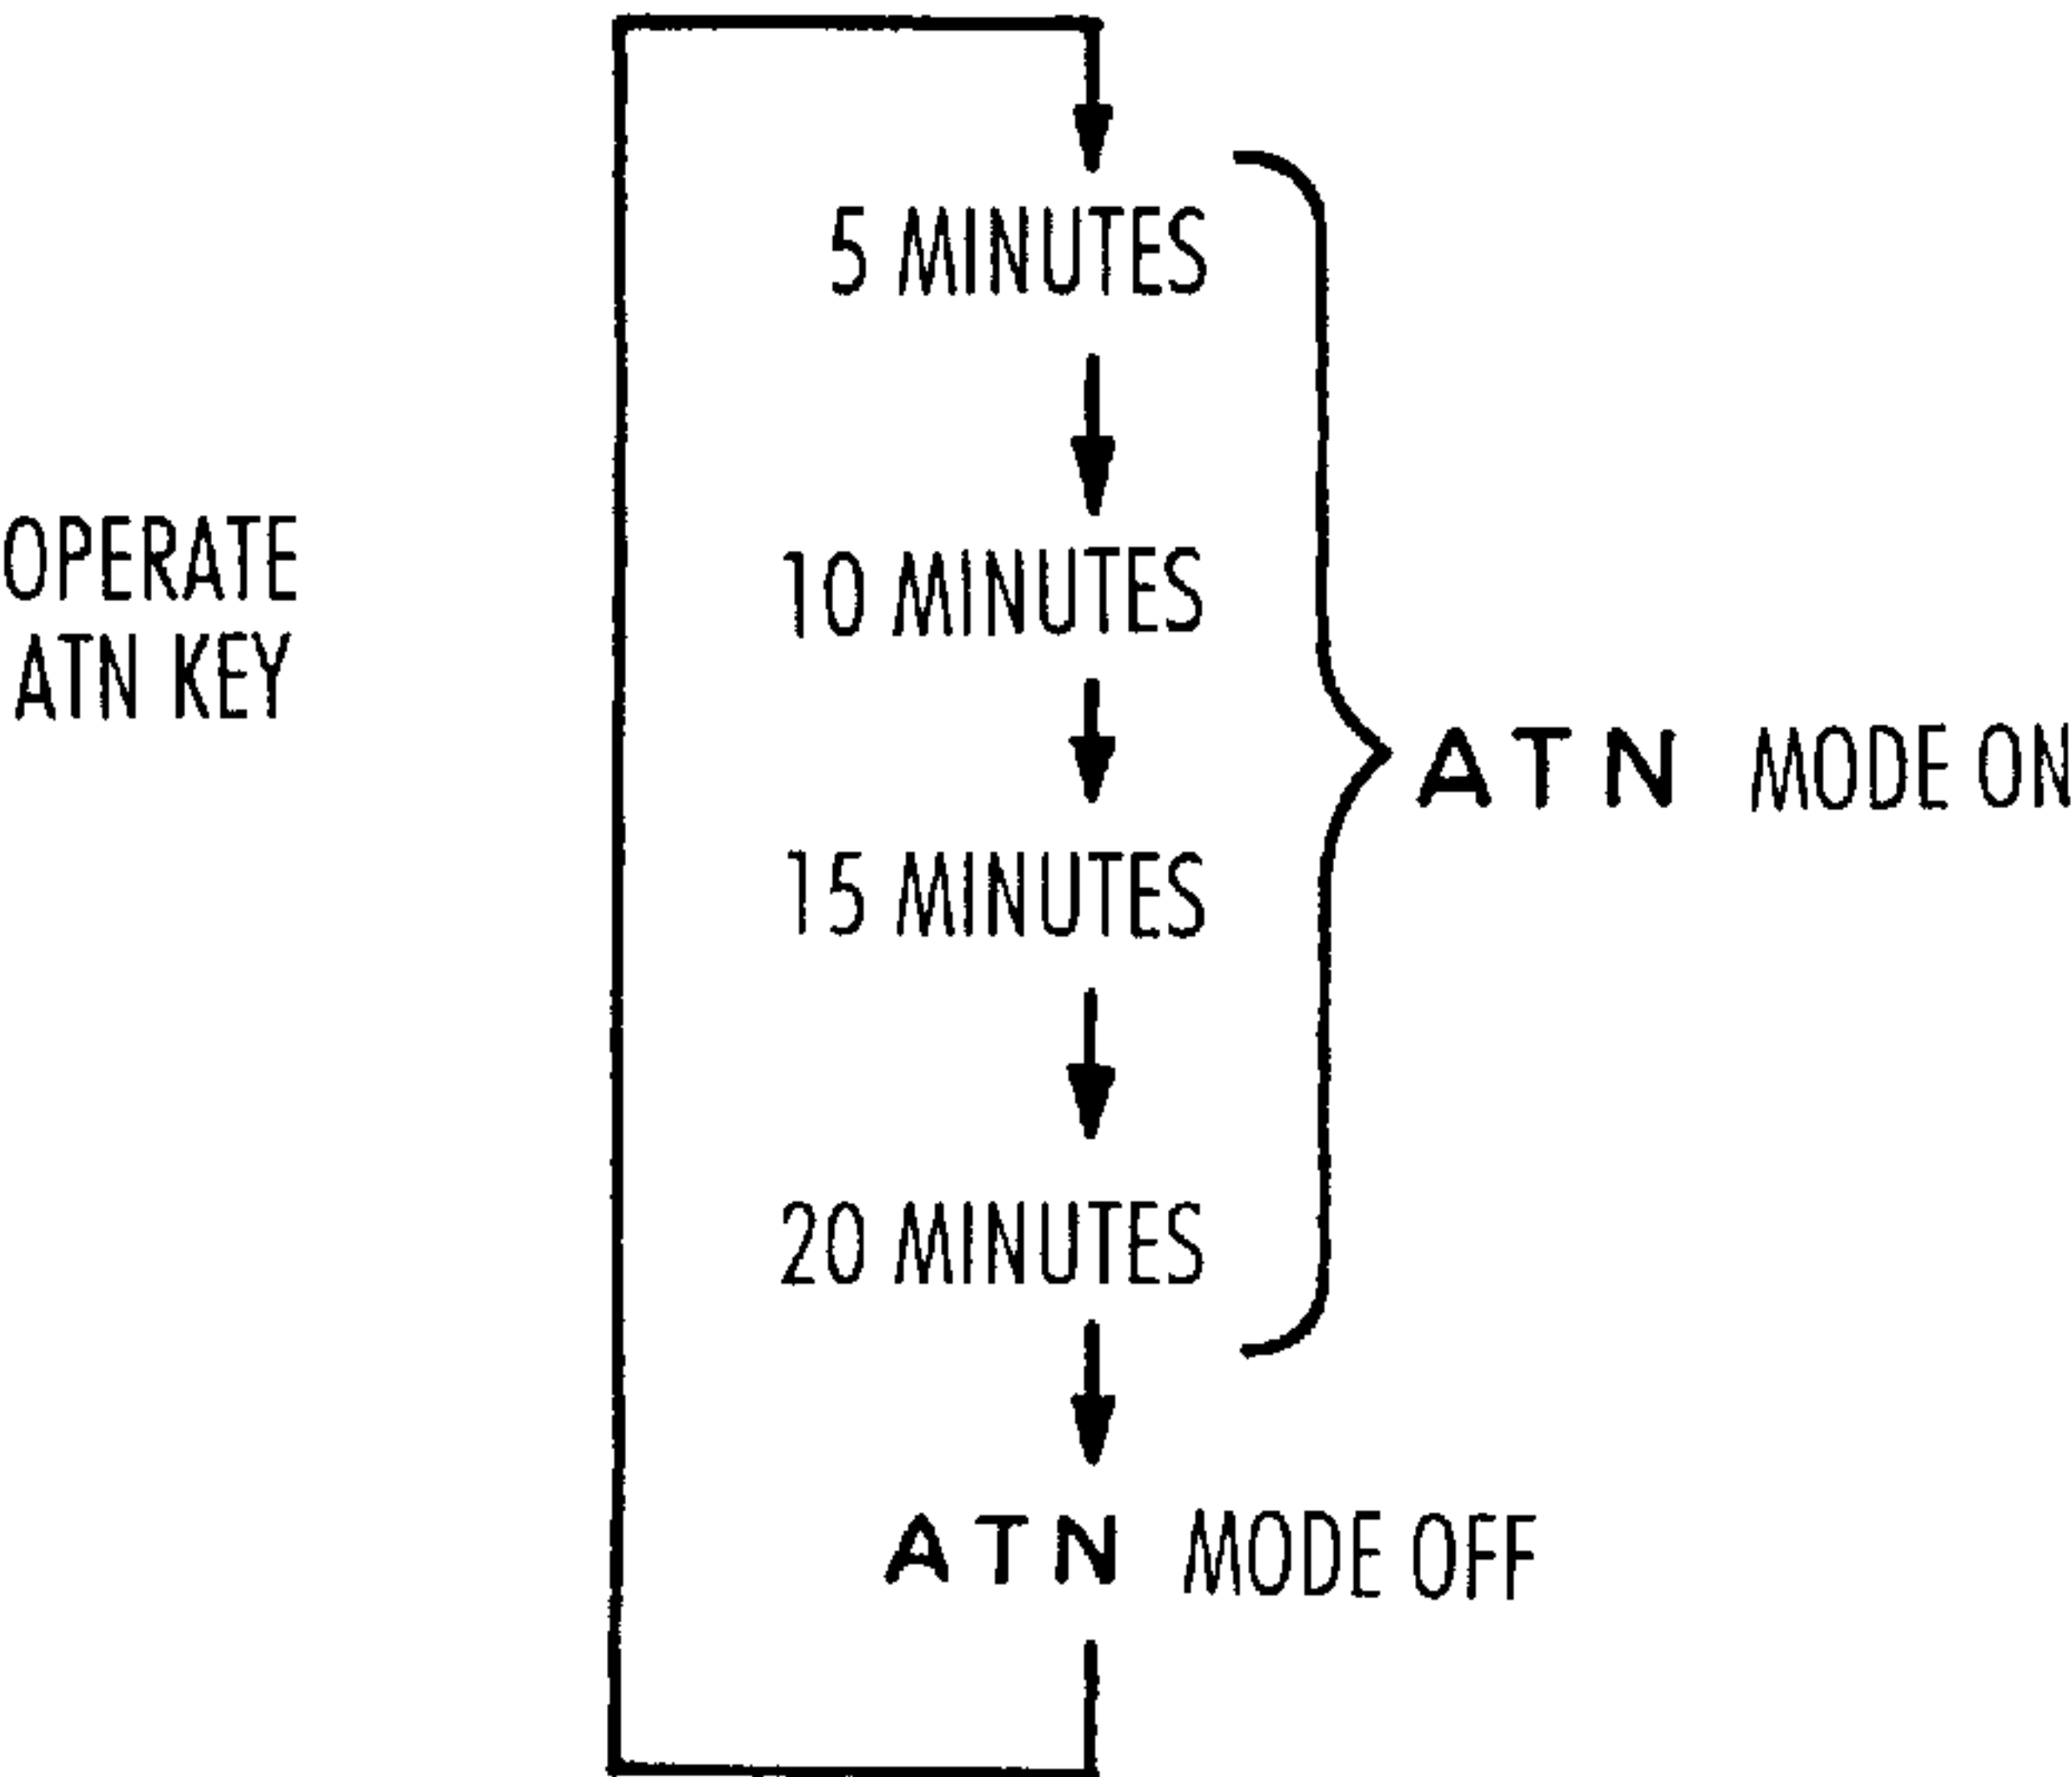 5 MINUTES
OPERATE
ATN KEY
10 MINUTES
ATN MODE ON
15 MINUTES
20 MINUTES
ATN MODE OFF